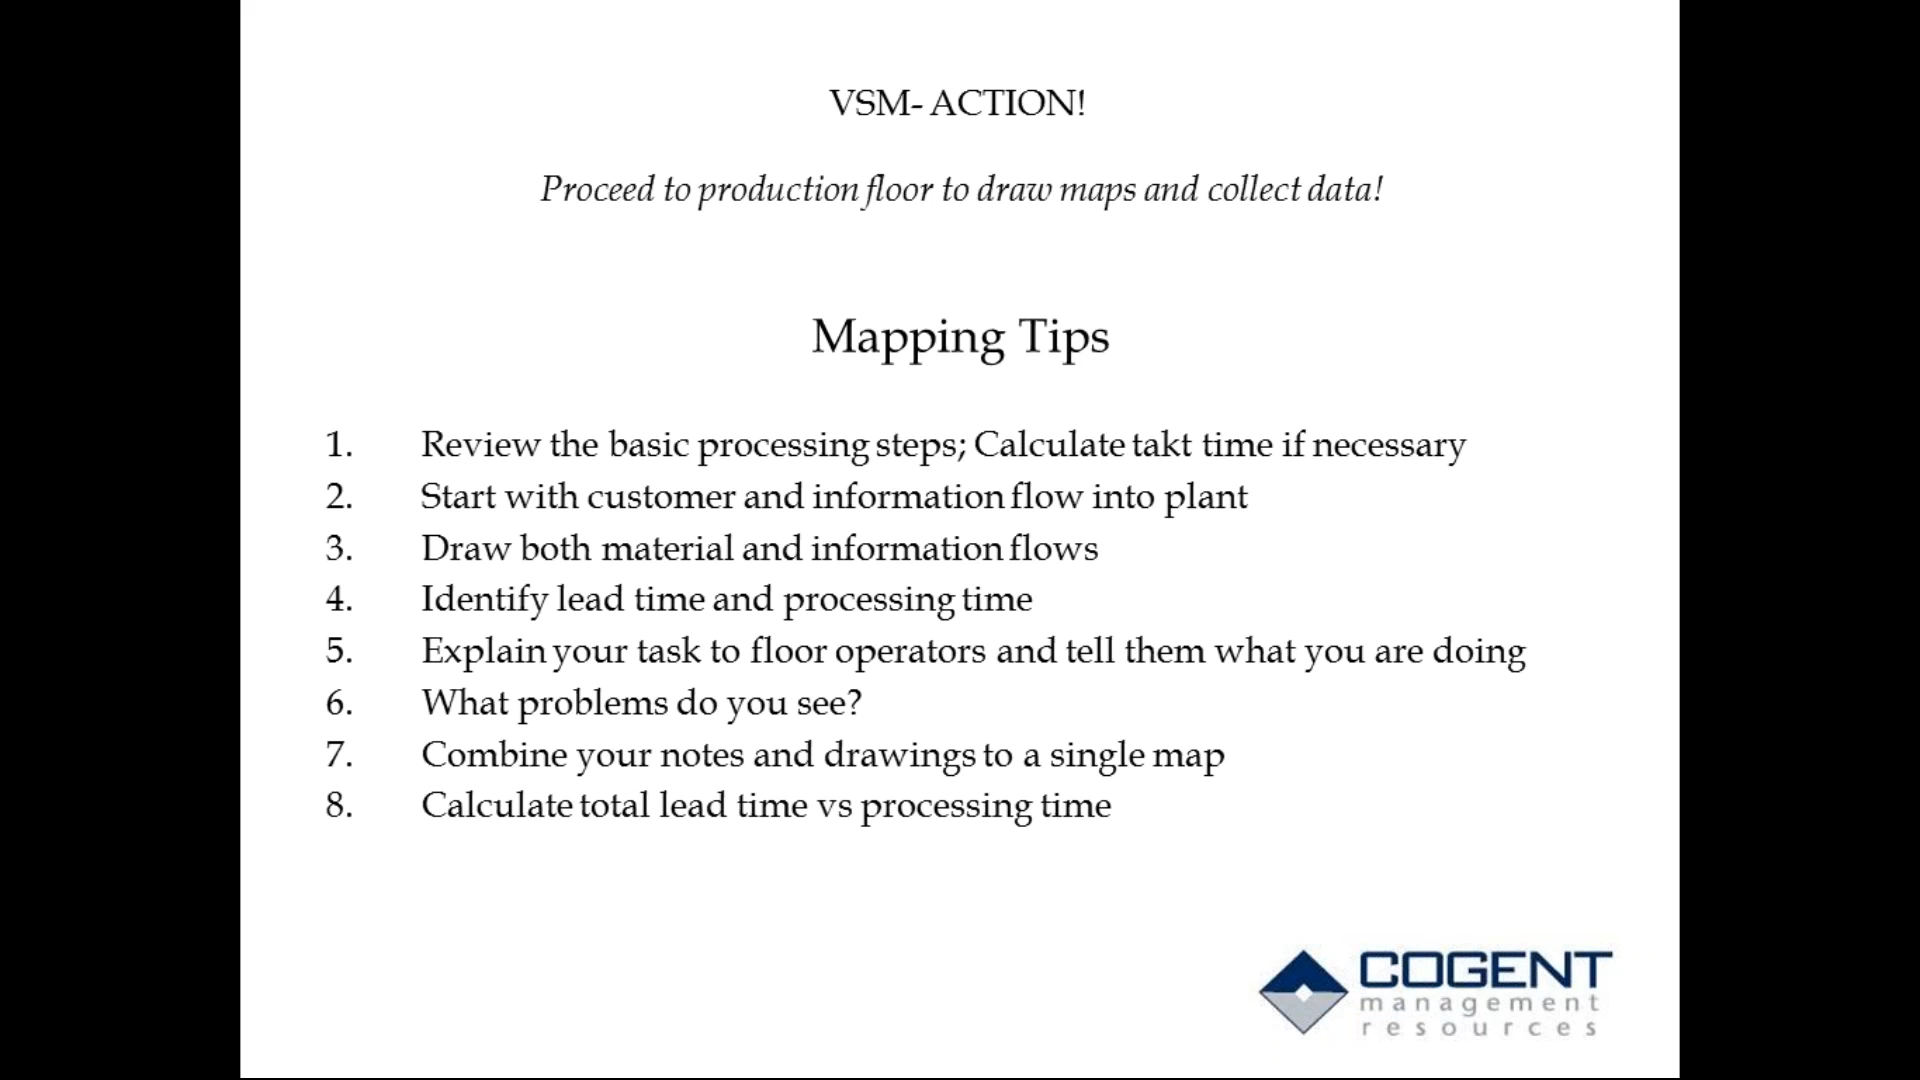 VSM- ACTION!
Proceed to production floor to draw maps and collect data!
Mapping Tips
1. Review the basic processing steps; Calculate takt time if necessary
2. Start with customer and information flow into plant
3. Draw both material and information flows
4. Identify lead time and processing time
5. Explain your task to floor operators and tell them what you are doing
6. What problems do you see?
7. Combine your notes and drawings to a single map
8. Calculate total lead time vs processing time
COGENT
management
resources